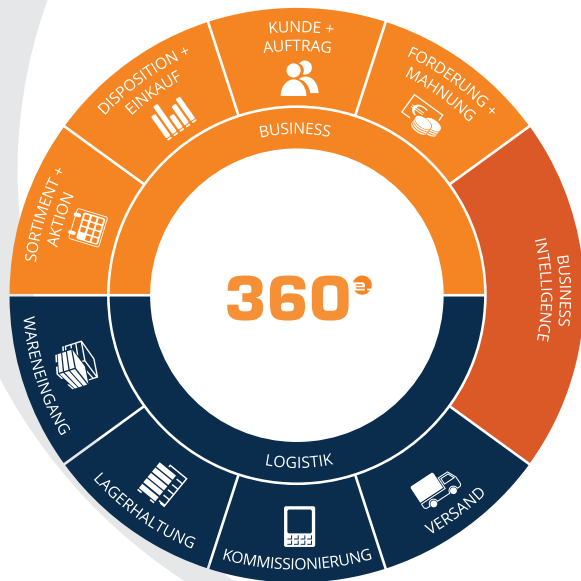 KUNDE +
AUFTRAG
FORDERUNG +
MAHNUNG
DISPOSITION +
EINKAUF
SORTIMENT +
AKTION
BUSINESS
360°
BUSINESS
INTELLIGENCE
LOGISTIK
WARENEINGANG
LAGERHALTUNG
KOMMISSIONIERUNG
VERSAND